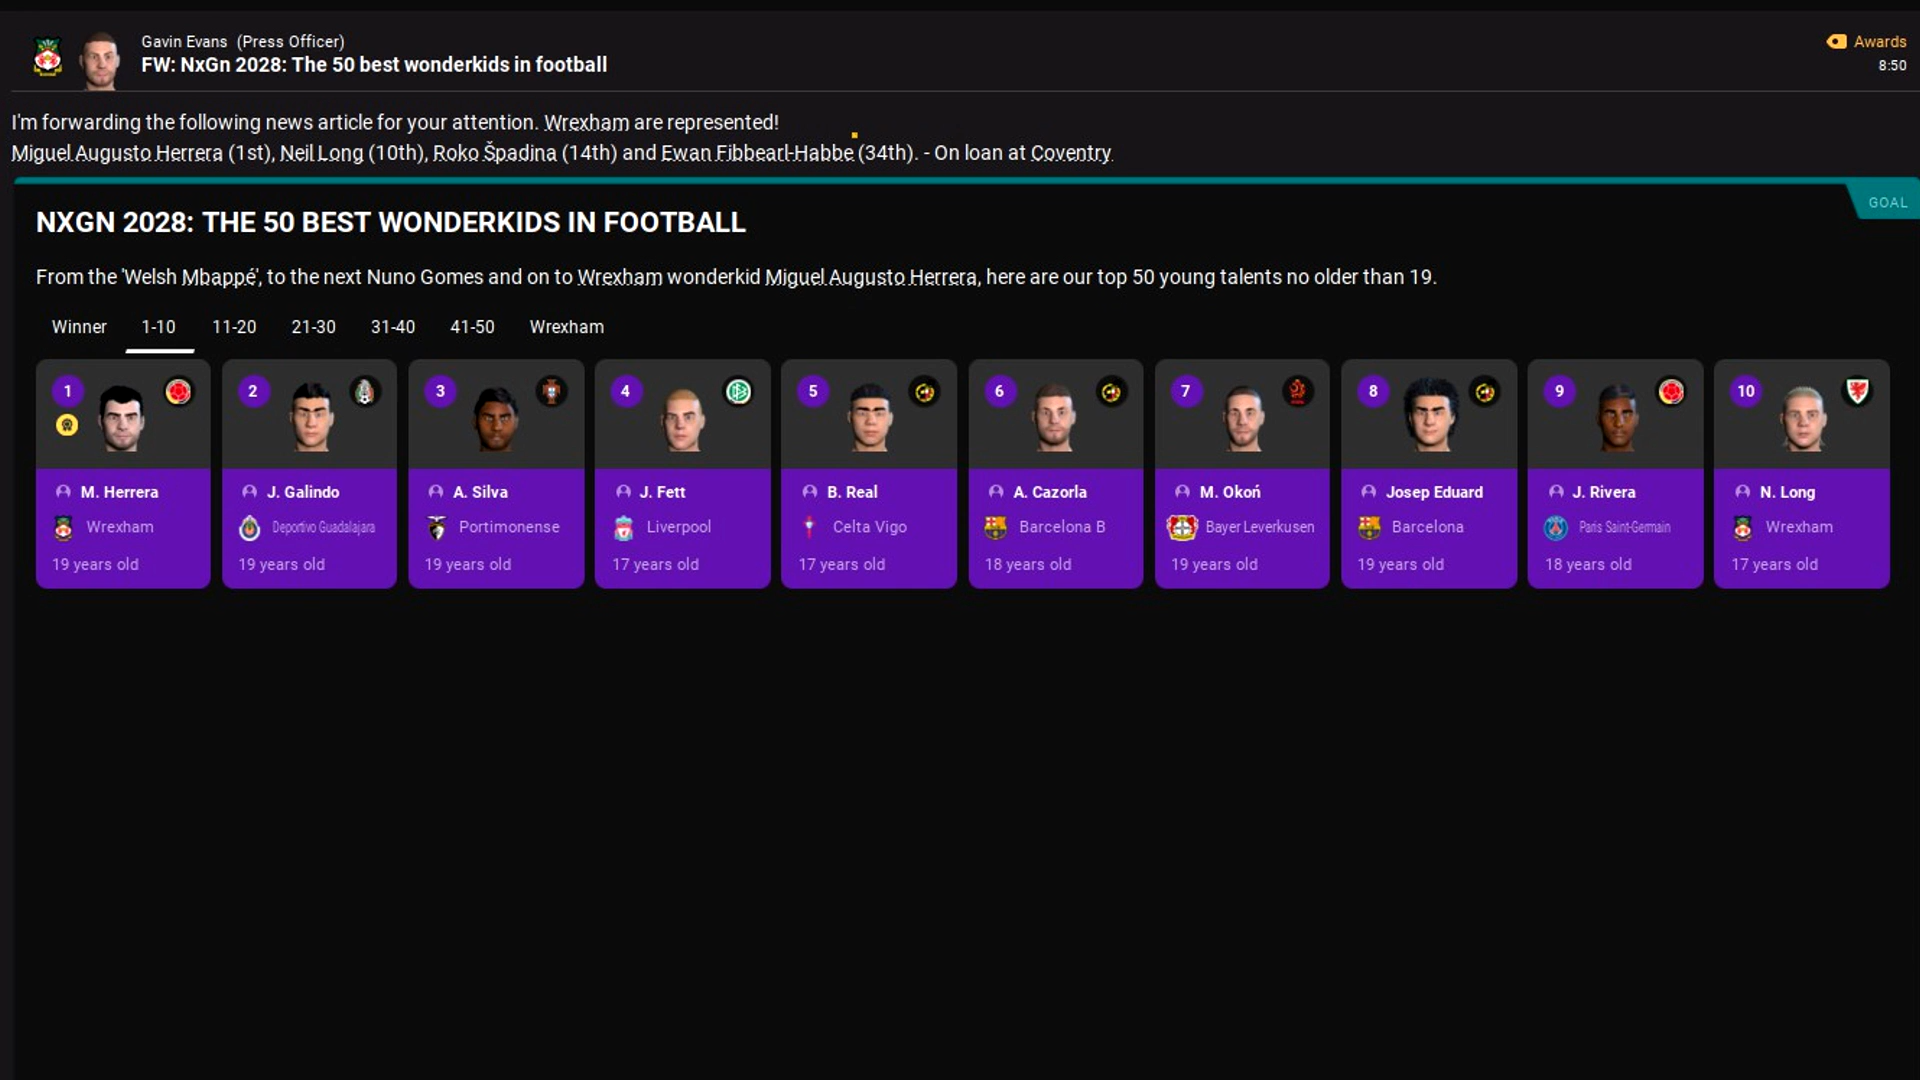 Gavin Evans (Press Officer)
FW: NxGn 2028: The 50 best wonderkids in football
Awards
8:50
I'm forwarding the following news article for your attention. Wrexham are represented!
Miguel Augusto Herrera (1st), Neil Long (10th), Roko Špadina (14th) and Ewan Fibbearl-Habbe (34th). - On loan at Coventry.
GOAL
NXGN 2028: THE 50 BEST WONDERKIDS IN FOOTBALL
From the 'Welsh Mbappé', to the next Nuno Gomes and on to Wrexham wonderkid Miguel Augusto Herrera, here are our top 50 young talents no older than 19.
Winner 1-10 11-20 21-30 31-40 41-50 Wrexham
1 2 3 4 5 6 7 8 9 10
M. Herrera J. Galindo A. Silva J. Fett B. Real A. Cazorla M. Okoń Josep Eduard J. Rivera N. Long
Wrexham Deportivo Guadalajara Portimonense Liverpool Celta Vigo Barcelona B Bayer Leverkusen Barcelona Paris Saint-Germain Wrexham
19 years old 19 years old 19 years old 17 years old 17 years old 18 years old 19 years old 19 years old 18 years old 17 years old